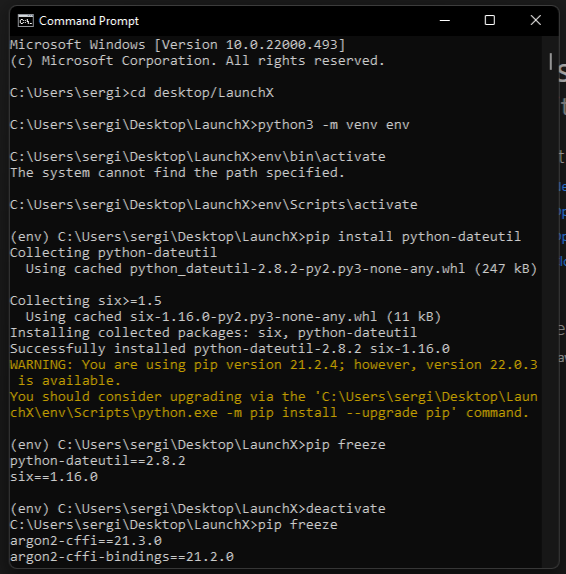 Command Prompt
Microsoft Windows [Version 10.0.22000.493]
(c) Microsoft Corporation. All rights reserved.
C:\Users\sergi>cd desktop/LaunchX
C:\Users\sergi\Desktop\LaunchX>python3 -m venv env
C:\Users\sergi\Desktop\LaunchX>env\bin\activate
The system cannot find the path specified.
C:\Users\sergi\Desktop\LaunchX>env\Scripts\activate
(env) C:\Users\sergi\Desktop\LaunchX>pip install python-dateutil
Collecting python-dateutil
  Using cached python_dateutil-2.8.2-py2.py3-none-any.whl (247 kB)
Collecting six>=1.5
  Using cached six-1.16.0-py2.py3-none-any.whl (11 kB)
Installing collected packages: six, python-dateutil
Successfully installed python-dateutil-2.8.2 six-1.16.0
WARNING: You are using pip version 21.2.4; however, version 22.0.3
 is available.
You should consider upgrading via the 'C:\Users\sergi\Desktop\Laun
chX\env\Scripts\python.exe -m pip install --upgrade pip' command.
(env) C:\Users\sergi\Desktop\LaunchX>pip freeze
python-dateutil==2.8.2
six==1.16.0
(env) C:\Users\sergi\Desktop\LaunchX>deactivate
C:\Users\sergi\Desktop\LaunchX>pip freeze
argon2-cffi==21.3.0
argon2-cffi-bindings==21.2.0